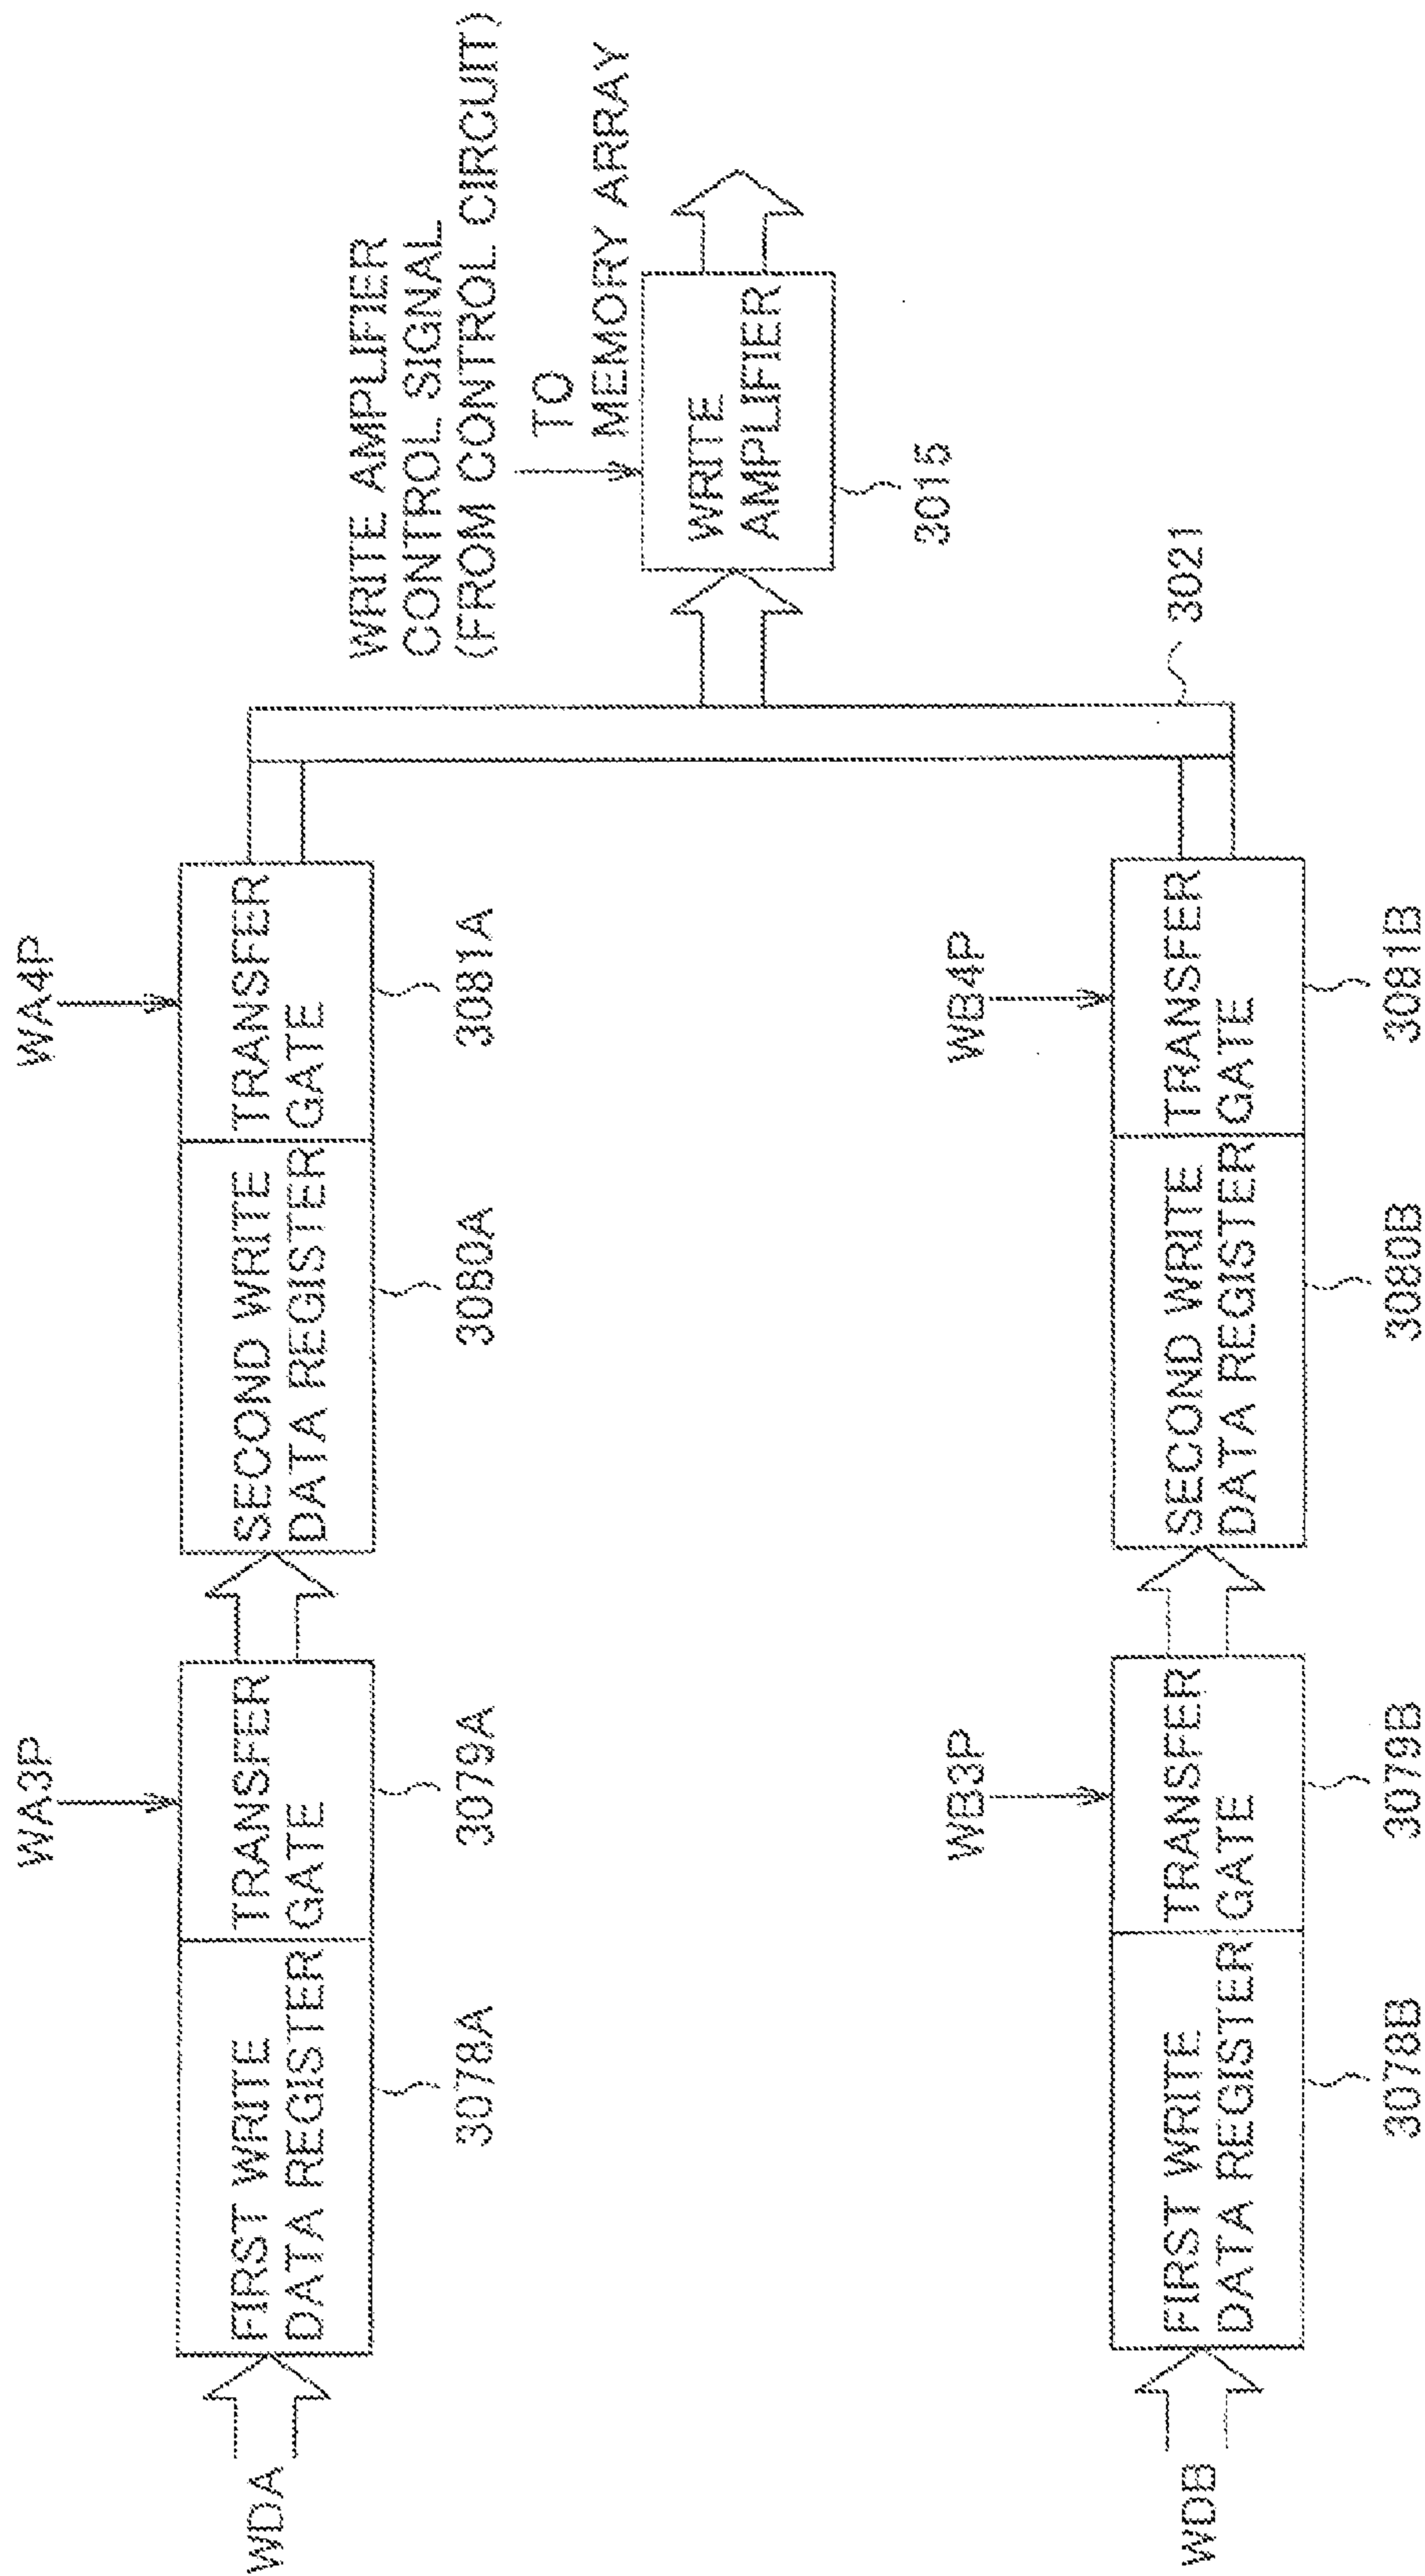 WDA
FIRST WRITE
DATA REGISTER
3078A
TRANSFER
GATE
3079A
WA3P
SECOND WRITE
DATA REGISTER
3080A
TRANSFER
GATE
3081A
WA4P
WRITE AMPLIFIER
CONTROL SIGNAL
(FROM CONTROL CIRCUIT)
TO
MEMORY ARRAY
WRITE
AMPLIFIER
3015
3021
WDB
FIRST WRITE
DATA REGISTER
3078B
TRANSFER
GATE
3079B
WB3P
SECOND WRITE
DATA REGISTER
3080B
TRANSFER
GATE
3081B
WB4P